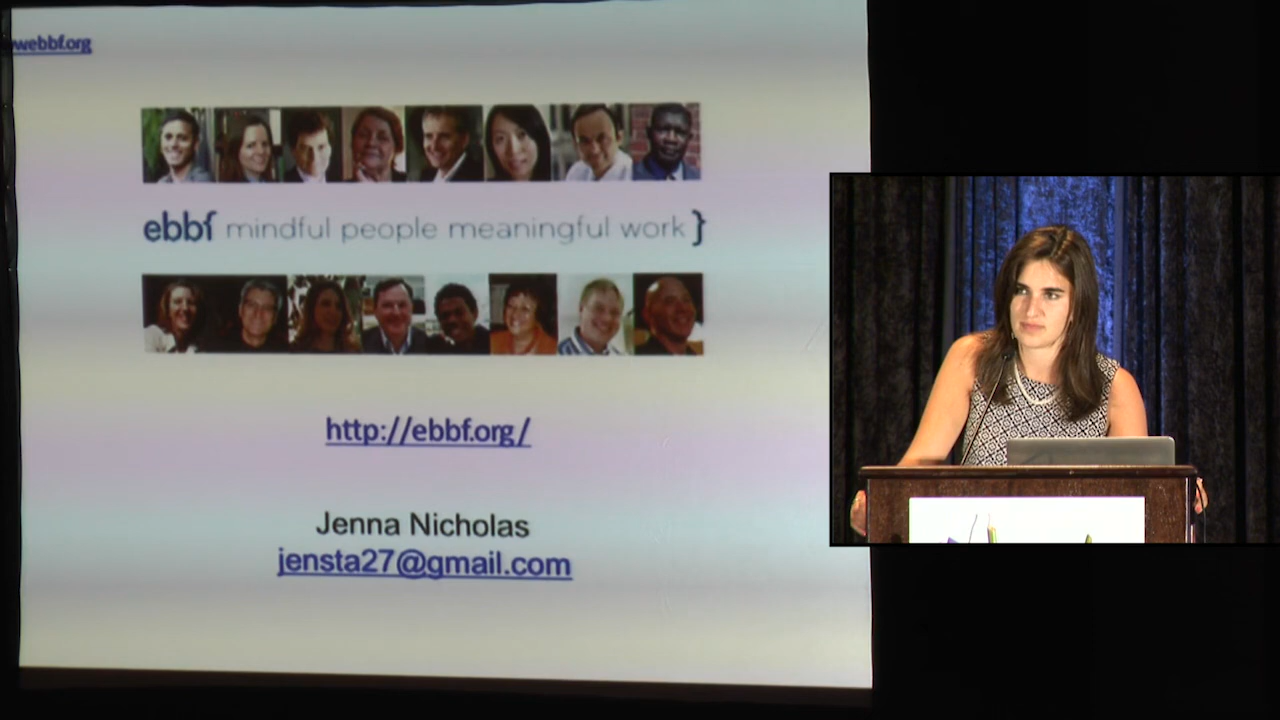 webbf.org
ebbf{ mindful people meaningful work }
http://ebbf.org/
Jenna Nicholas
jensta27@gmail.com